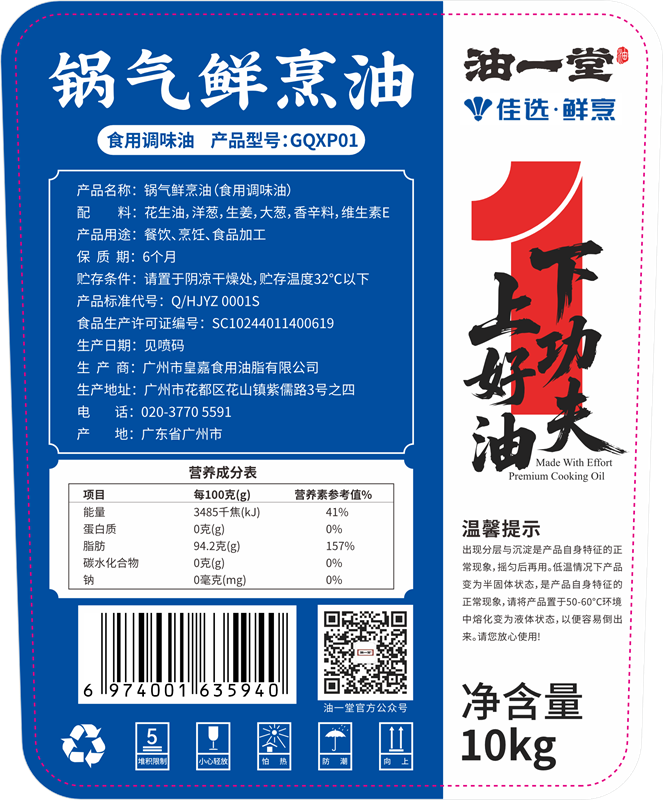 锅气鲜烹油
食用调味油 产品型号:GQXP01
产品名称: 锅气鲜烹油(食用调味油)
配 料: 花生油,洋葱,生姜,大葱,香辛料,维生素E
产品用途: 餐饮、烹饪、食品加工
保 质 期: 6个月
贮存条件: 请置于阴凉干燥处,贮存温度32℃以下
产品标准代号: Q/HJYZ 0001S
食品生产许可证编号: SC10244011400619
生产日期: 见喷码
生 产 商: 广州市皇嘉食用油脂有限公司
生产地址: 广州市花都区花山镇紫儒路3号之四
电 话: 020-3770 5591
产 地: 广东省广州市
营养成分表
项目 每100克(g) 营养素参考值%
能量 3485千焦(kJ) 41%
蛋白质 0克(g) 0%
脂肪 94.2克(g) 157%
碳水化合物 0克(g) 0%
钠 0毫克(mg) 0%
6 974001 635940
油一堂官方公众号
5
堆积限制
小心轻放
怕热
防潮
向上
油一堂
油
佳选·鲜烹
下功夫
上好油
Made With Effort
Premium Cooking Oil
温馨提示
出现分层与沉淀是产品自身特征的正
常现象,摇匀后再用。低温情况下产品
变为半固体状态,是产品自身特征的
正常现象,请将产品置于50-60℃环境
中熔化变为液体状态,以便容易倒出
来。请您放心使用!
净含量
10kg